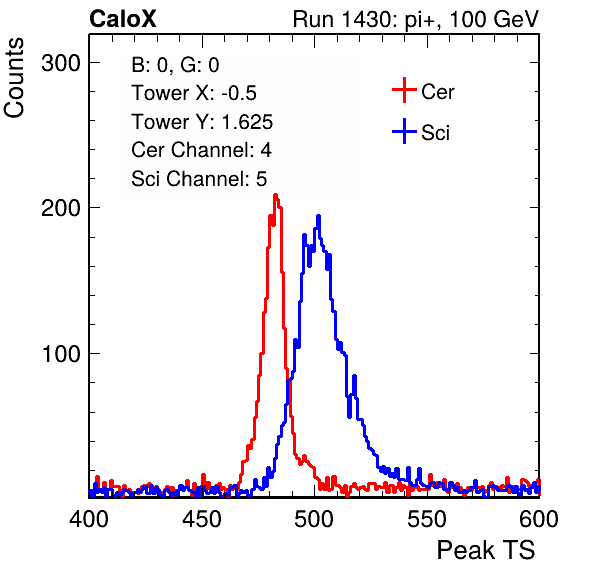 CaloX Run 1430: pi+, 100 GeV
Counts
B: 0, G: 0
Tower X: -0.5
Tower Y: 1.625
Cer Channel: 4
Sci Channel: 5
Cer
Sci
300
200
100
400 450 500 550 600
Peak TS